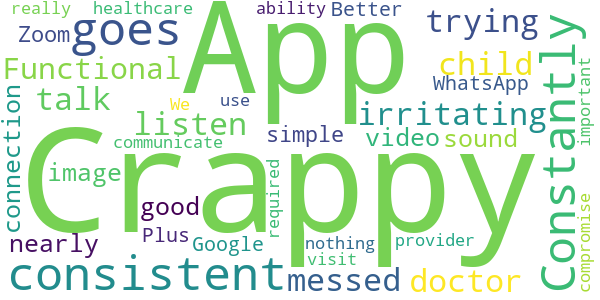 really healthcare ability Better
Zoom goes App trying
Functional child
talk WhatsApp
listen irritating
We use
communicate simple video sound
Crappy
connection image required
good
nearly Plus Google nothing provider
visit
consistent messed doctor
Constantly
important
compromise